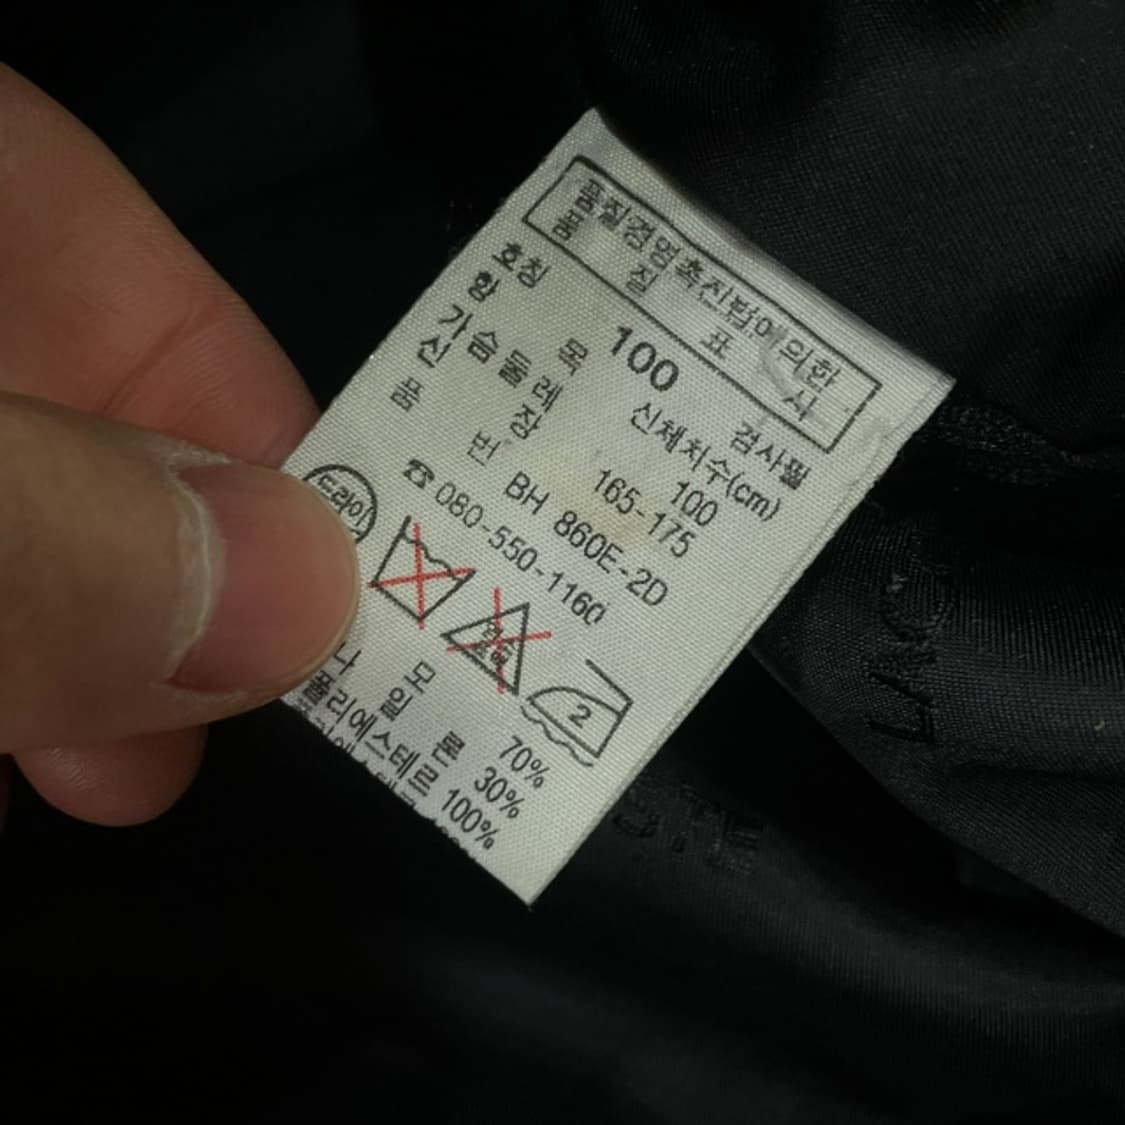 품질경영촉진법에의한
품 질 표 시
호칭 100 검사필
항 목 신체치수(cm)
가슴둘레 100
신 장 165-175
품 번 BH 860E-2D
☎ 080-550-1160
드라이
2
모 70%
나일론 30%
폴리에스테르 100%